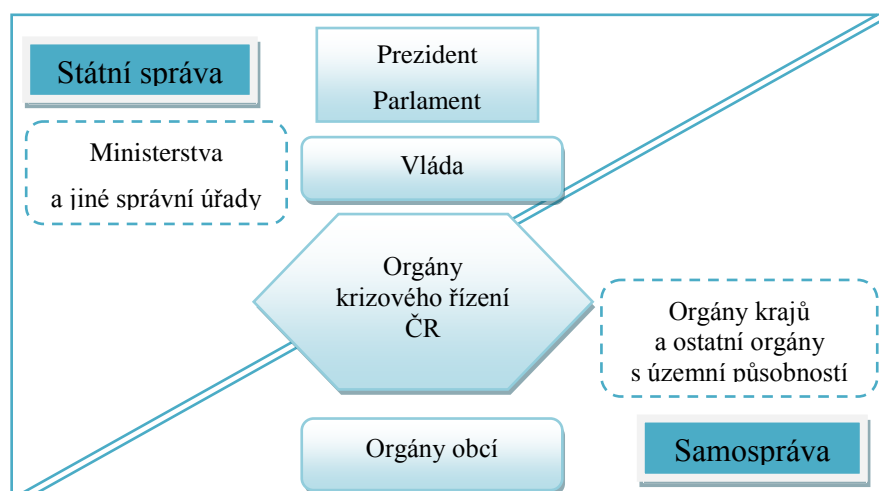 Státní správa
Prezident
Parlament
Ministerstva
a jiné správní úřady
Vláda
Orgány
krizového řízení
ČR
Orgány krajů
a ostatní orgány
s územní působností
Orgány obcí
Samospráva